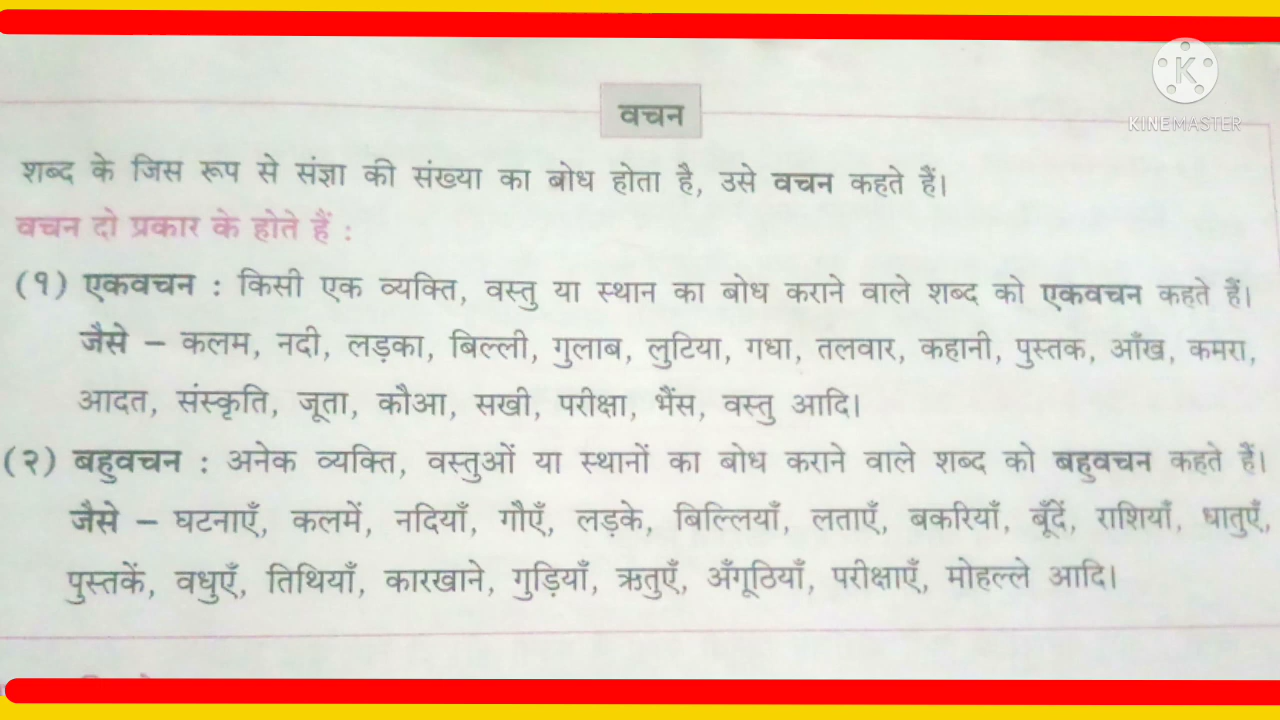 वचन
KINEMASTER
शब्द के जिस रूप से संज्ञा की संख्या का बोध होता है, उसे वचन कहते हैं।
वचन दो प्रकार के होते हैं :
(१) एकवचन : किसी एक व्यक्ति, वस्तु या स्थान का बोध कराने वाले शब्द को एकवचन कहते हैं।
जैसे – कलम, नदी, लड़का, बिल्ली, गुलाब, लुटिया, गधा, तलवार, कहानी, पुस्तक, आँख, कमरा,
आदत, संस्कृति, जूता, कौआ, सखी, परीक्षा, भैंस, वस्तु आदि।
(२) बहुवचन : अनेक व्यक्ति, वस्तुओं या स्थानों का बोध कराने वाले शब्द को बहुवचन कहते हैं।
जैसे – घटनाएँ, कलमें, नदियाँ, गौएँ, लड़के, बिल्लियाँ, लताएँ, बकरियाँ, बूँदें, राशियाँ, धातुएँ,
पुस्तकें, वधुएँ, तिथियाँ, कारखाने, गुड़ियाँ, ऋतुएँ, अँगूठियाँ, परीक्षाएँ, मोहल्ले आदि।